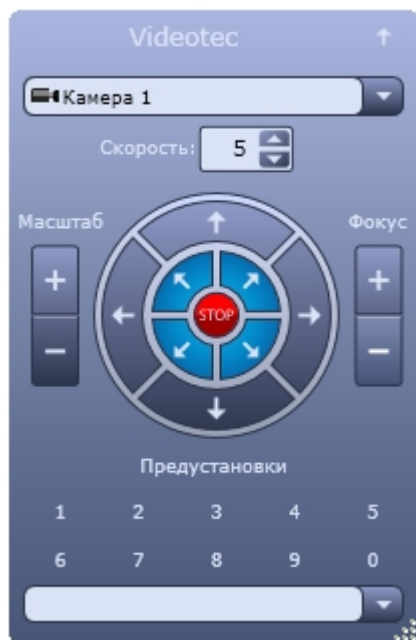 Videotec
Камера 1
Скорость: 5
Масштаб Фокус
+ +
STOP
− −
Предустановки
1 2 3 4 5
6 7 8 9 0